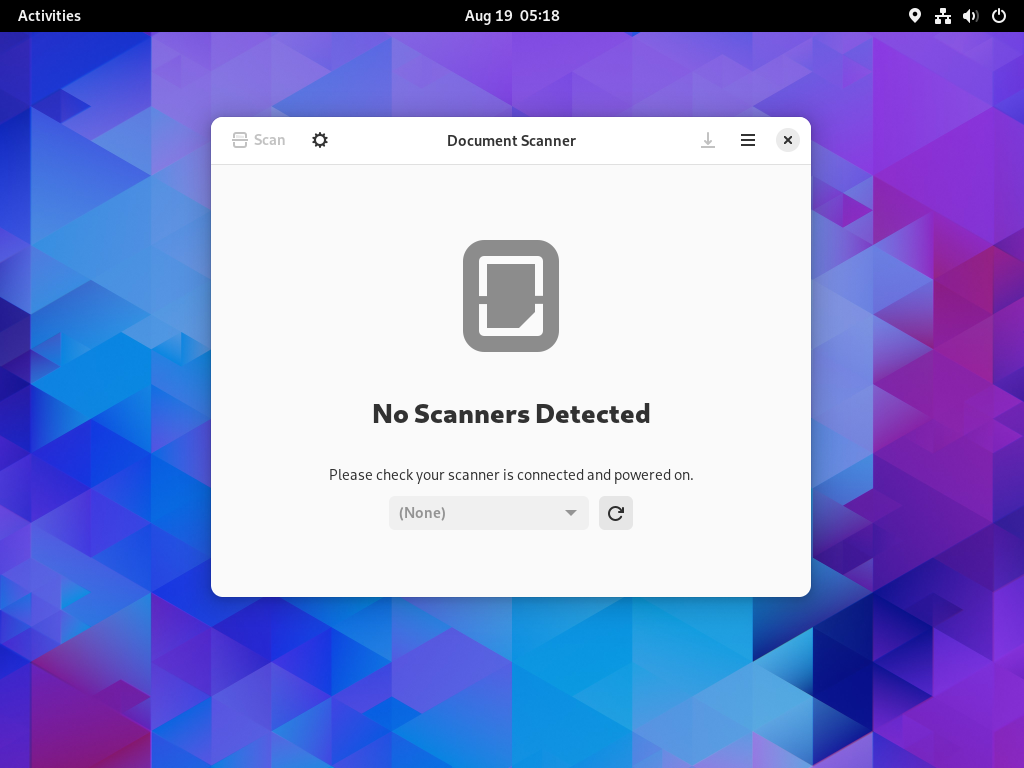 Activities
Aug 19 05:18
Scan
Document Scanner
No Scanners Detected
Please check your scanner is connected and powered on.
(None)